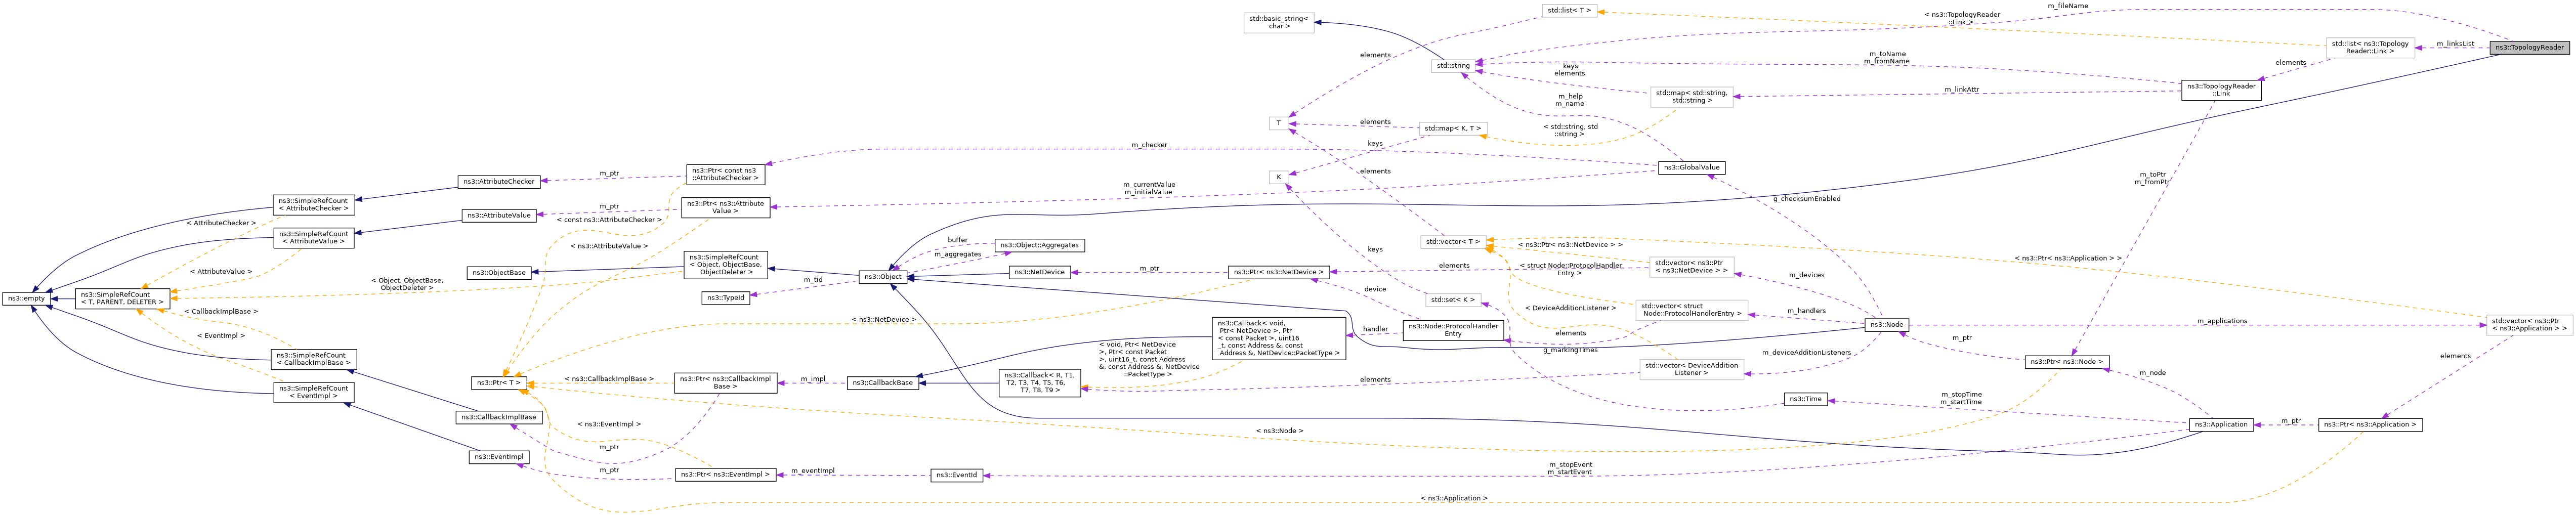 std::list< T >
m_fileName
std::basic_string<
char >
< ns3::TopologyReader
::Link >
std::list< ns3::Topology
Reader::Link >
m_linksList
ns3::TopologyReader
elements
std::string
m_toName
m_fromName
elements
keys
elements
ns3::TopologyReader
::Link
m_linkAttr
std::map< std::string,
std::string >
m_help
m_name
T
elements
std::map< K, T >
< std::string, std
::string >
m_checker
keys
ns3::GlobalValue
ns3::Ptr< const ns3
::AttributeChecker >
elements
K
m_toPtr
m_fromPtr
m_ptr
ns3::AttributeChecker
m_currentValue
m_initialValue
g_checksumEnabled
ns3::SimpleRefCount
< AttributeChecker >
ns3::Ptr< ns3::Attribute
Value >
m_ptr
ns3::AttributeValue
< const ns3::AttributeChecker >
< AttributeChecker >
ns3::SimpleRefCount
< AttributeValue >
< ns3::AttributeValue >
buffer
m_aggregates
ns3::Object::Aggregates
std::vector< T >
< ns3::Ptr< ns3::NetDevice > >
keys
< ns3::Ptr< ns3::Application > >
ns3::SimpleRefCount
< Object, ObjectBase,
ObjectDeleter >
ns3::ObjectBase
< AttributeValue >
ns3::Object
ns3::NetDevice
m_ptr
ns3::Ptr< ns3::NetDevice >
elements
< struct Node::ProtocolHandler
Entry >
std::vector< ns3::Ptr
< ns3::NetDevice > >
m_devices
< Object, ObjectBase,
ObjectDeleter >
m_tid
ns3::TypeId
ns3::empty
ns3::SimpleRefCount
< T, PARENT, DELETER >
device
std::set< K >
< DeviceAdditionListener >
std::vector< struct
Node::ProtocolHandlerEntry >
m_handlers
< CallbackImplBase >
< ns3::NetDevice >
ns3::Callback< void,
Ptr< NetDevice >, Ptr
< const Packet >, uint16
_t, const Address &, const
Address &, NetDevice::PacketType >
handler
ns3::Node::ProtocolHandler
Entry
elements
ns3::Node
m_applications
std::vector< ns3::Ptr
< ns3::Application > >
< EventImpl >
m_ptr
g_markingTimes
m_deviceAdditionListeners
< void, Ptr< NetDevice
>, Ptr< const Packet
>, uint16_t, const Address
&, const Address &, NetDevice
::PacketType >
ns3::SimpleRefCount
< CallbackImplBase >
ns3::Ptr< ns3::Node >
elements
std::vector< DeviceAddition
Listener >
m_node
ns3::Ptr< T >
< ns3::CallbackImplBase >
ns3::Ptr< ns3::CallbackImpl
Base >
m_impl
ns3::CallbackBase
ns3::Callback< R, T1,
T2, T3, T4, T5, T6,
T7, T8, T9 >
elements
ns3::SimpleRefCount
< EventImpl >
ns3::Time
m_stopTime
m_startTime
ns3::CallbackImplBase
< ns3::EventImpl >
< ns3::Node >
ns3::Application
m_ptr
ns3::Ptr< ns3::Application >
m_ptr
ns3::EventImpl
m_ptr
ns3::Ptr< ns3::EventImpl >
m_eventImpl
ns3::EventId
m_stopEvent
m_startEvent
< ns3::Application >